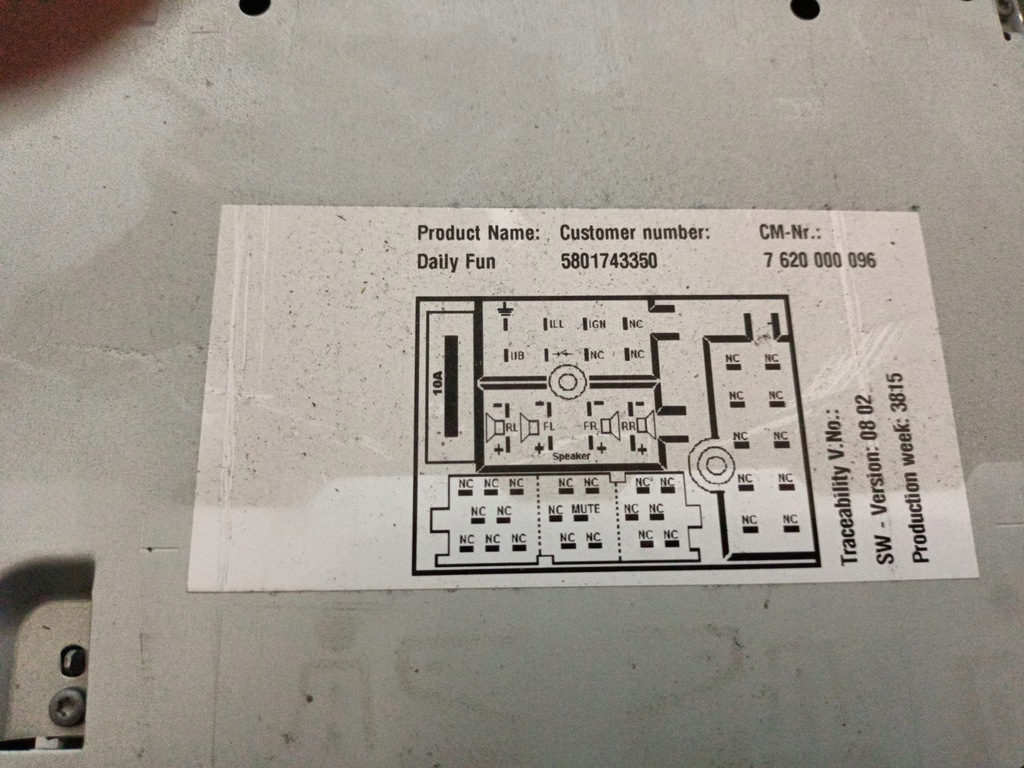 Product Name: Customer number: CM-Nr.:
Daily Fun 5801743350 7 620 000 096
ILL IGN NC
UB NC NC
10A
- - - -
RL FL FR RR
+ + + +
Speaker
NC NC NC NC NC NC NC
NC NC NC MUTE NC NC
NC NC NC NC NC NC NC
NC NC
NC NC
NC NC
NC NC
NC NC
Traceability V.No.:
SW - Version: 08 02
Production week: 3815